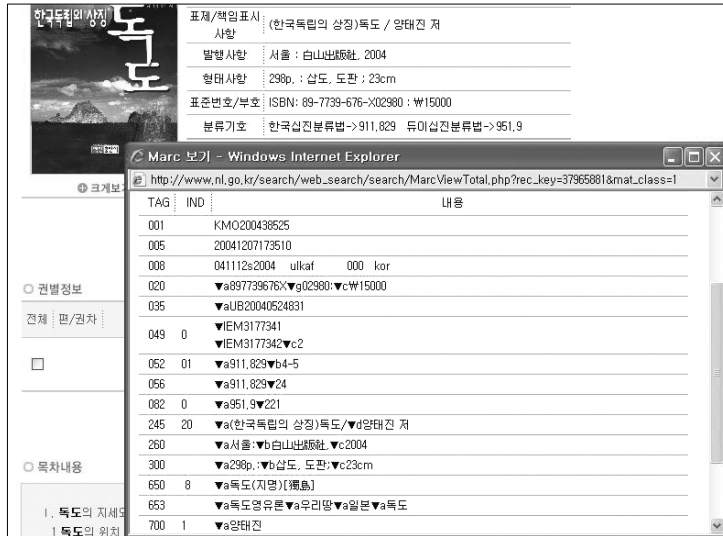 한국독립의 상징
독도
표제/책임표시사항 (한국독립의 상징)독도 / 양태진 저
발행사항 서울 : 白山出版社, 2004
형태사항 298p. : 삽도, 도판 ; 23cm
표준번호/부호 ISBN: 89-7739-676-X02980 : ₩15000
분류기호 한국십진분류법->911.829 듀이십진분류법->951.9
크게보기
Marc 보기 - Windows Internet Explorer
http://www.nl.go.kr/search/web_search/search/MarcViewTotal.php?rec_key=37965881&mat_class=1
TAG IND 내용
001 KMO200438525
005 20041207173510
008 041112s2004 ulkaf 000 kor
020 ▼a897739676X▼g02980:▼c₩15000
035 ▼aUB20040524831
049 0 ▼lEM3177341
▼lEM3177342▼c2
052 01 ▼a911.829▼b4-5
056 ▼a911.829▼24
082 0 ▼a951.9▼221
245 20 ▼a(한국독립의 상징)독도/▼d양태진 저
260 ▼a서울:▼b白山出版社,▼c2004
300 ▼a298p.:▼b삽도, 도판;▼c23cm
650 8 ▼a독도(지명)[獨島]
653 ▼a독도영유론▼a우리땅▼a일본▼a독도
700 1 ▼a양태진
권별정보
전체 편/권차
목차내용
I. 독도의 지세
1 독도의 위치